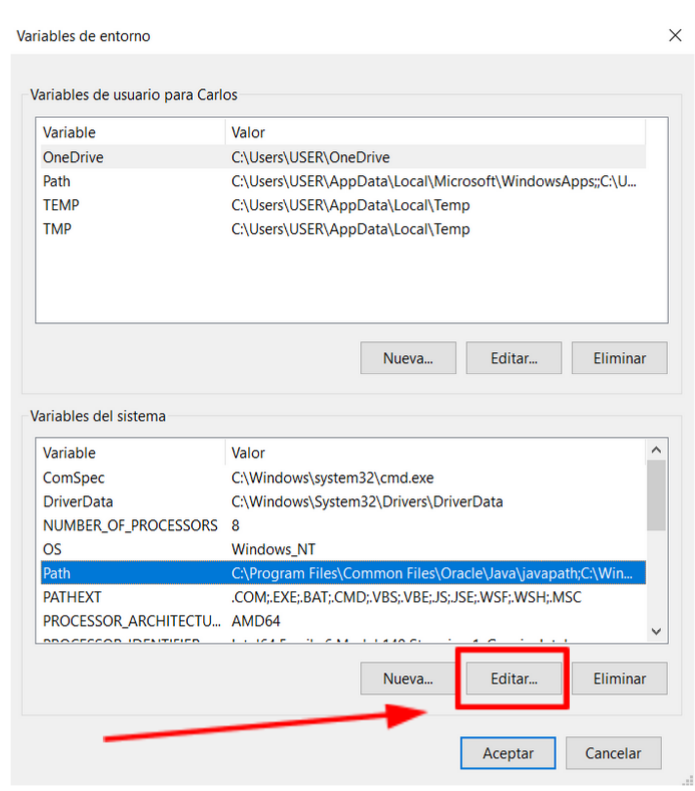 Variables de entorno
Variables de usuario para Carlos
Variable Valor
OneDrive C:\Users\USER\OneDrive
Path C:\Users\USER\AppData\Local\Microsoft\WindowsApps;;C:\U...
TEMP C:\Users\USER\AppData\Local\Temp
TMP C:\Users\USER\AppData\Local\Temp
Nueva... Editar... Eliminar
Variables del sistema
Variable Valor
ComSpec C:\Windows\system32\cmd.exe
DriverData C:\Windows\System32\Drivers\DriverData
NUMBER_OF_PROCESSORS 8
OS Windows_NT
Path C:\Program Files\Common Files\Oracle\Java\javapath;C:\Win...
PATHEXT .COM;.EXE;.BAT;.CMD;.VBS;.VBE;.JS;.JSE;.WSF;.WSH;.MSC
PROCESSOR_ARCHITECTU... AMD64
Nueva... Editar... Eliminar
Aceptar Cancelar